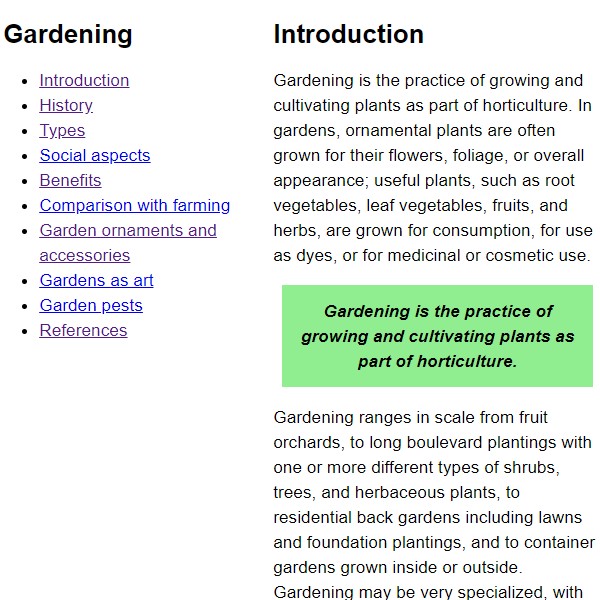 Gardening
Introduction
History
Types
Social aspects
Benefits
Comparison with farming
Garden ornaments and
accessories
Gardens as art
Garden pests
References
Introduction
Gardening is the practice of growing and
cultivating plants as part of horticulture. In
gardens, ornamental plants are often
grown for their flowers, foliage, or overall
appearance; useful plants, such as root
vegetables, leaf vegetables, fruits, and
herbs, are grown for consumption, for use
as dyes, or for medicinal or cosmetic use.
Gardening is the practice of
growing and cultivating plants as
part of horticulture.
Gardening ranges in scale from fruit
orchards, to long boulevard plantings with
one or more different types of shrubs,
trees, and herbaceous plants, to
residential back gardens including lawns
and foundation plantings, and to container
gardens grown inside or outside.
Gardening may be very specialized, with